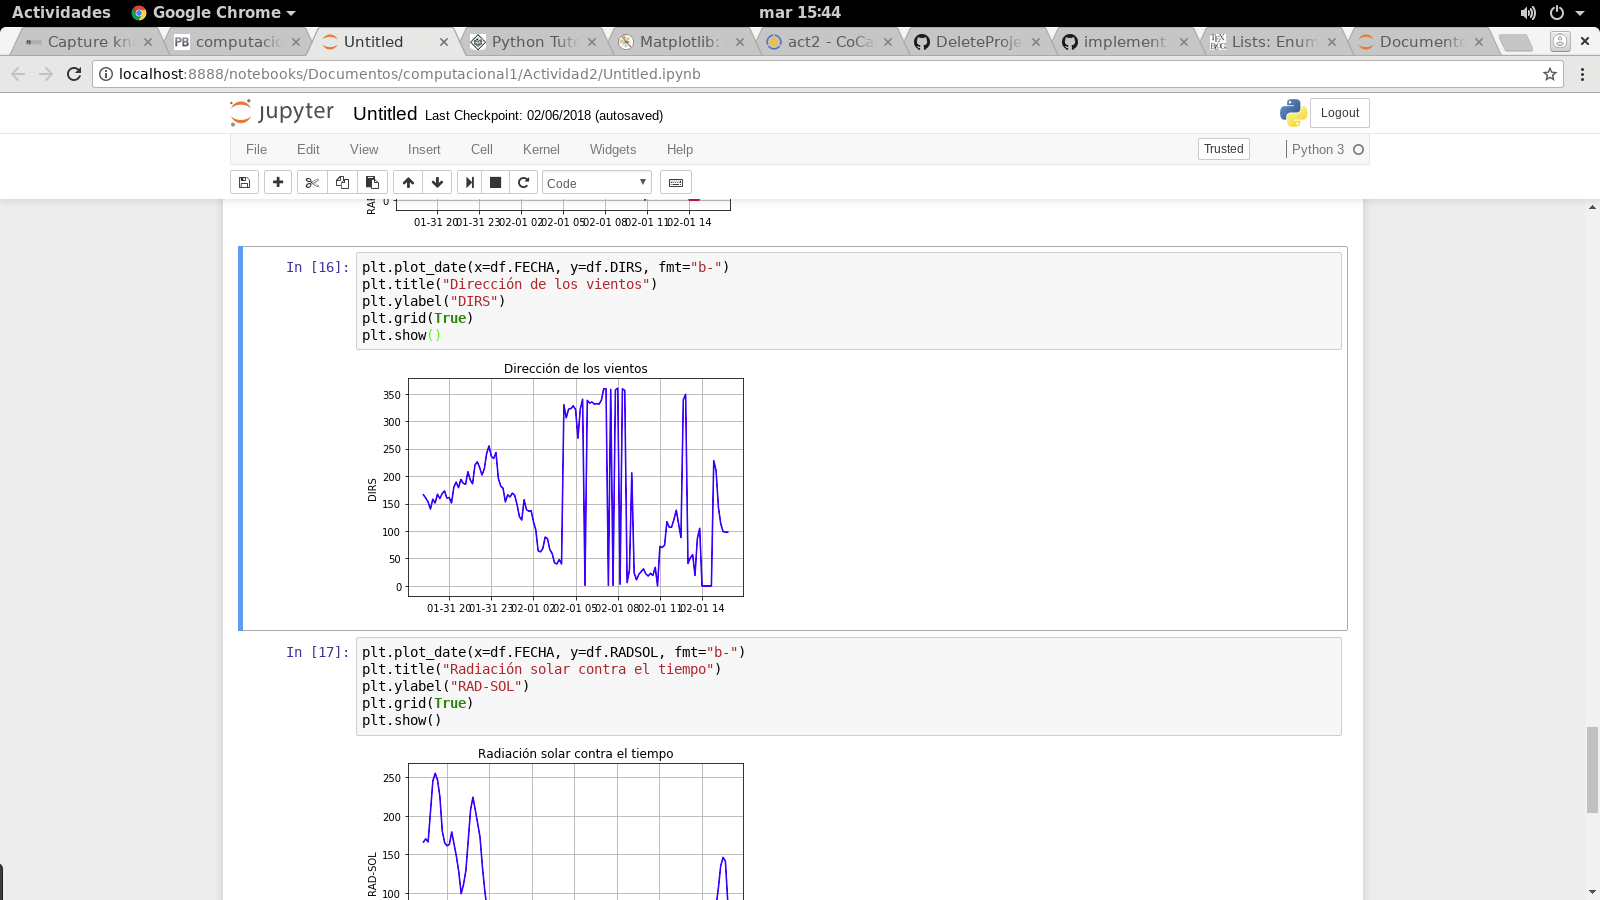 Actividades
Google Chrome
mar 15:44
Capture kn
computacio
Untitled
Python Tuto
Matplotlib:
act2 - CoCa
DeleteProje
implement
Lists: Enum
Documento
localhost:8888/notebooks/Documentos/computacional1/Actividad2/Untitled.ipynb
jupyter Untitled Last Checkpoint: 02/06/2018 (autosaved)
Logout
File Edit View Insert Cell Kernel Widgets Help
Trusted
Python 3
Code
0
01-31 20 01-31 23 02-01 02 02-01 05 02-01 08 02-01 11 02-01 14
In [16]:
plt.plot_date(x=df.FECHA, y=df.DIRS, fmt="b-")
plt.title("Dirección de los vientos")
plt.ylabel("DIRS")
plt.grid(True)
plt.show()
Dirección de los vientos
350
300
250
200
150
100
50
0
DIRS
01-31 20 01-31 23 02-01 02 02-01 05 02-01 08 02-01 11 02-01 14
In [17]:
plt.plot_date(x=df.FECHA, y=df.RADSOL, fmt="b-")
plt.title("Radiación solar contra el tiempo")
plt.ylabel("RAD-SOL")
plt.grid(True)
plt.show()
Radiación solar contra el tiempo
250
200
150
100
RAD-SOL